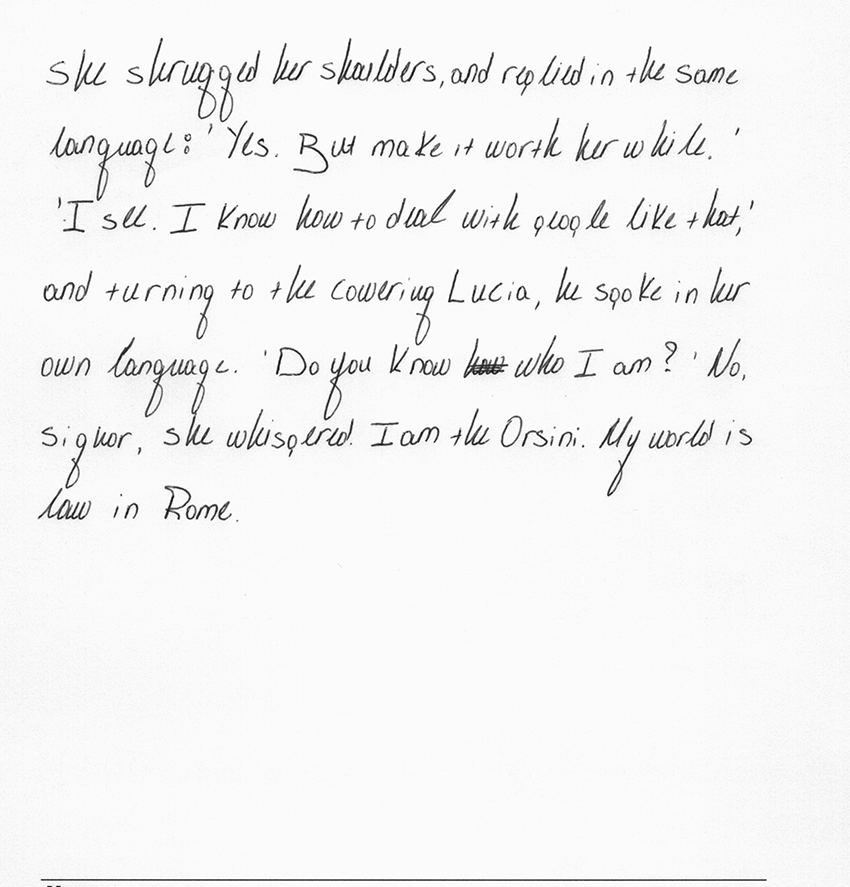 she shrugged her shoulders, and replied in the same
language: 'Yes. But make it worth her while.'
'I see. I know how to deal with people like that,'
and turning to the cowering Lucia, he spoke in her
own language. 'Do you know who I am?' 'No,
signor, she whispered. I am the Orsini. My world is
law in Rome.